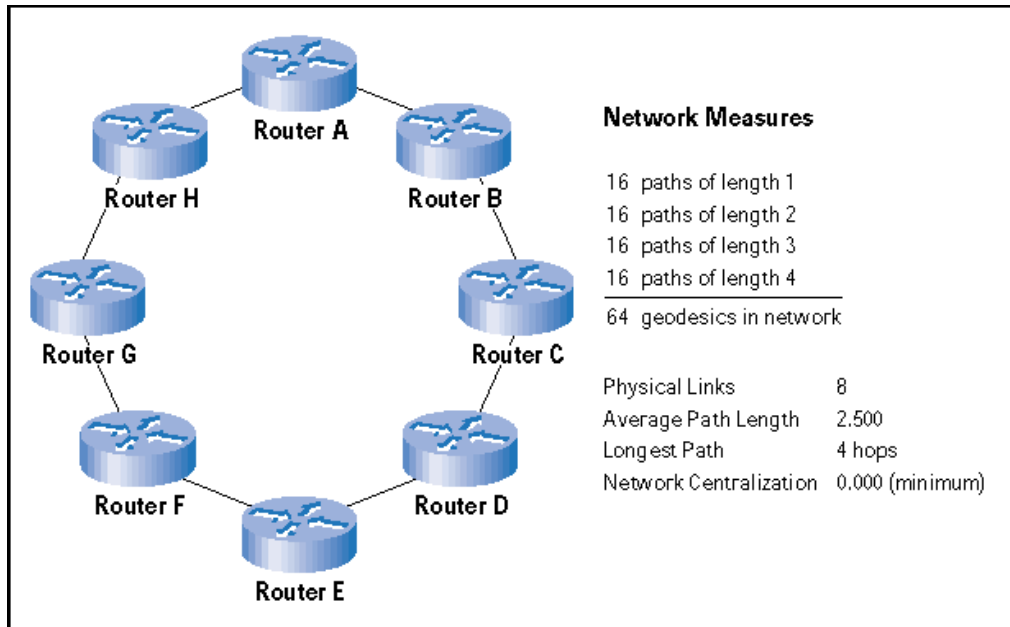 Router A
Router H
Router B
Router G
Router C
Router F
Router D
Router E
Network Measures
16 paths of length 1
16 paths of length 2
16 paths of length 3
16 paths of length 4
64 geodesics in network
Physical Links 8
Average Path Length 2.500
Longest Path 4 hops
Network Centralization 0.000 (minimum)